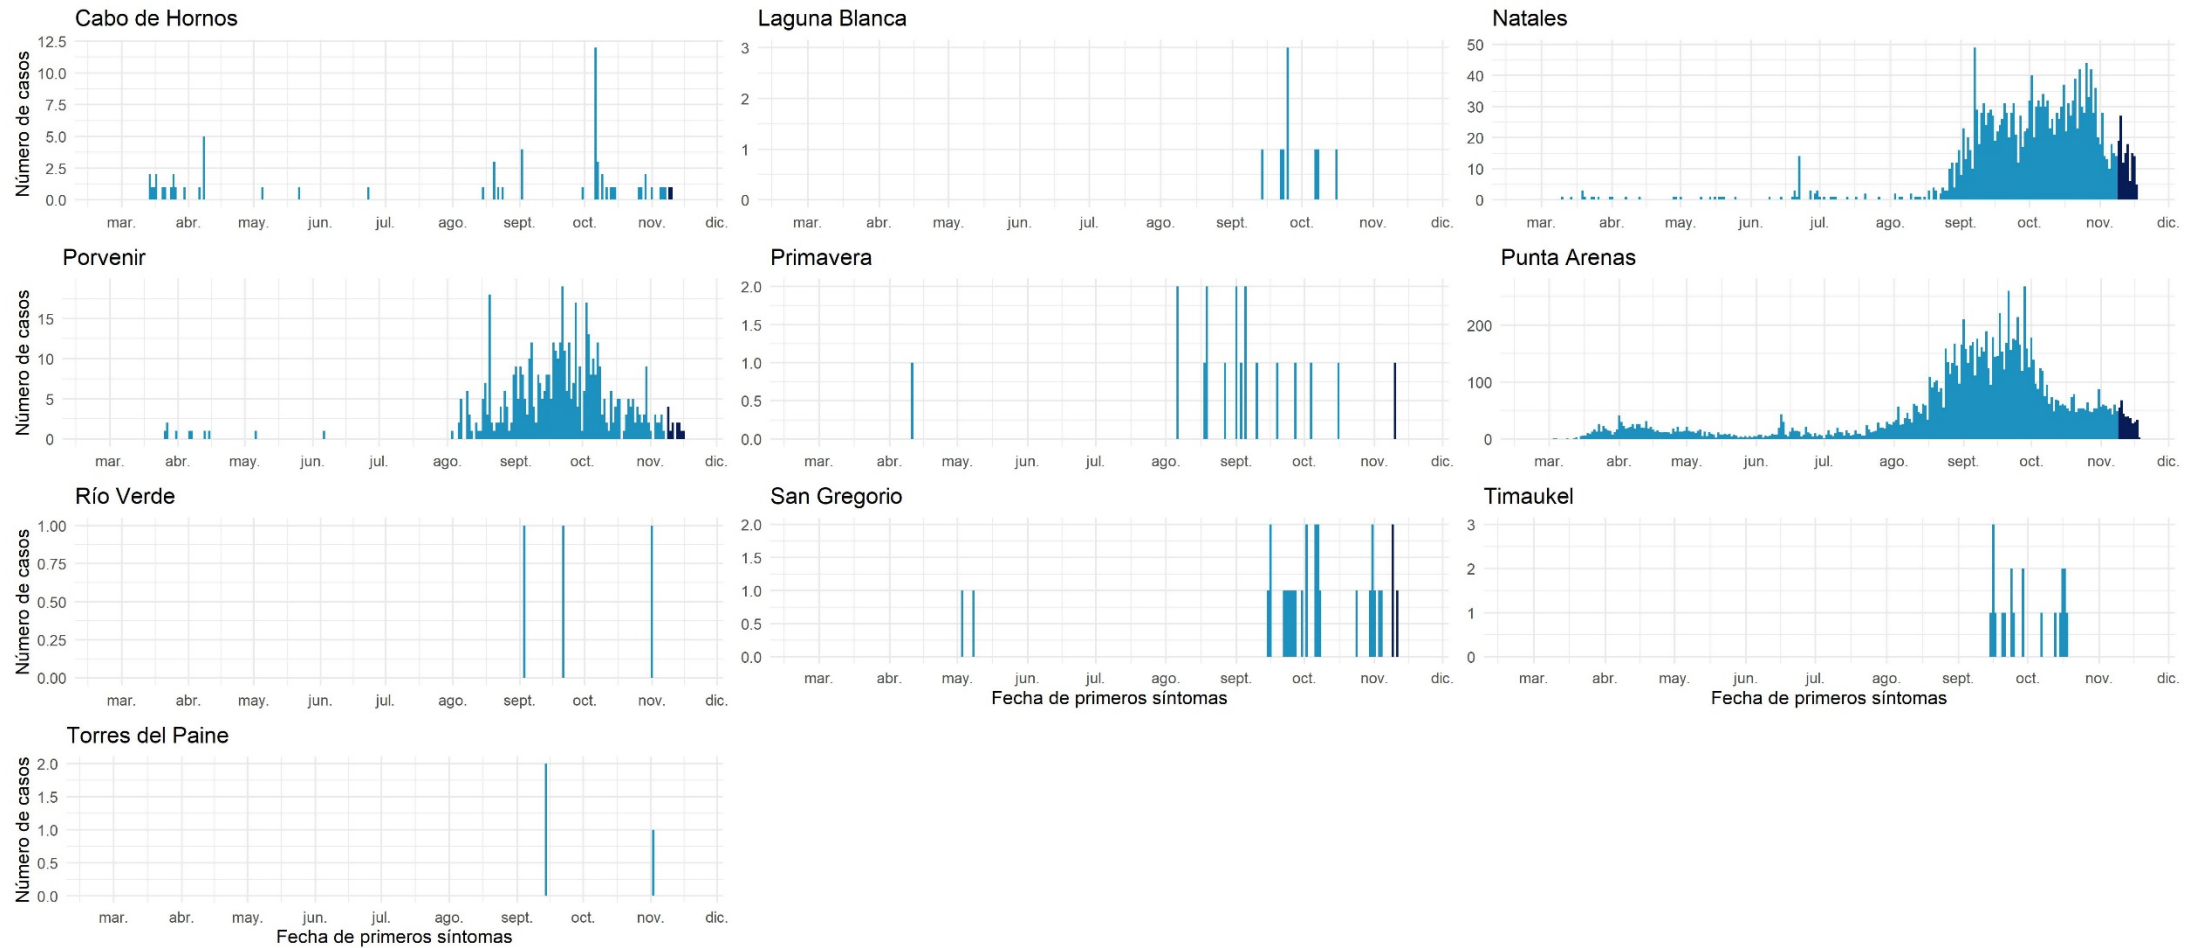 Cabo de Hornos
Número de casos
12.5
10.0
7.5
5.0
2.5
0.0
mar. abr. may. jun. jul. ago. sept. oct. nov. dic.
Laguna Blanca
3
2
1
0
mar. abr. may. jun. jul. ago. sept. oct. nov. dic.
Natales
50
40
30
20
10
0
mar. abr. may. jun. jul. ago. sept. oct. nov. dic.
Porvenir
Número de casos
15
10
5
0
mar. abr. may. jun. jul. ago. sept. oct. nov. dic.
Primavera
2.0
1.5
1.0
0.5
0.0
mar. abr. may. jun. jul. ago. sept. oct. nov. dic.
Punta Arenas
200
100
0
mar. abr. may. jun. jul. ago. sept. oct. nov. dic.
Río Verde
Número de casos
1.00
0.75
0.50
0.25
0.00
mar. abr. may. jun. jul. ago. sept. oct. nov. dic.
San Gregorio
2.0
1.5
1.0
0.5
0.0
mar. abr. may. jun. jul. ago. sept. oct. nov. dic.
Fecha de primeros síntomas
Timaukel
3
2
1
0
mar. abr. may. jun. jul. ago. sept. oct. nov. dic.
Fecha de primeros síntomas
Torres del Paine
Número de casos
2.0
1.5
1.0
0.5
0.0
mar. abr. may. jun. jul. ago. sept. oct. nov. dic.
Fecha de primeros síntomas